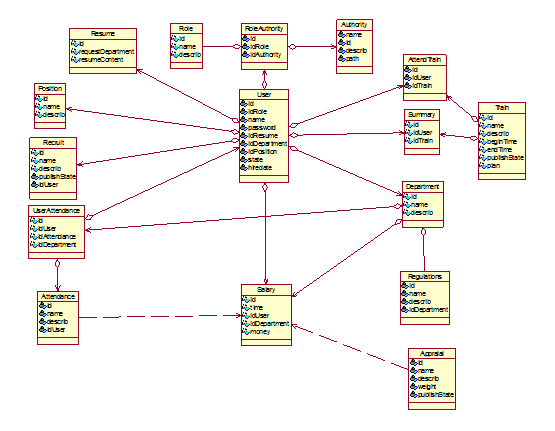 Resume
id
requestDepartment
resumeContent
Role
id
name
describ
RoleAuthority
id
idRole
idAuthority
Authority
name
id
describ
path
AttendTrain
id
idUser
idTrain
Position
id
name
describ
User
id
idRole
name
password
idResume
idDepartment
idPosition
state
hiredate
Summary
id
idUser
idTrain
Train
id
name
describ
beginTime
endTime
publishState
plan
Recuit
id
name
describ
publishState
idUser
UserAttendance
id
idUser
idAttendance
idDepartment
Department
id
name
describ
Attendance
id
name
describ
idUser
Salary
id
time
idUser
idDepartment
money
Regulations
id
name
describ
idDepartment
Appraisal
id
name
describ
weight
publishState